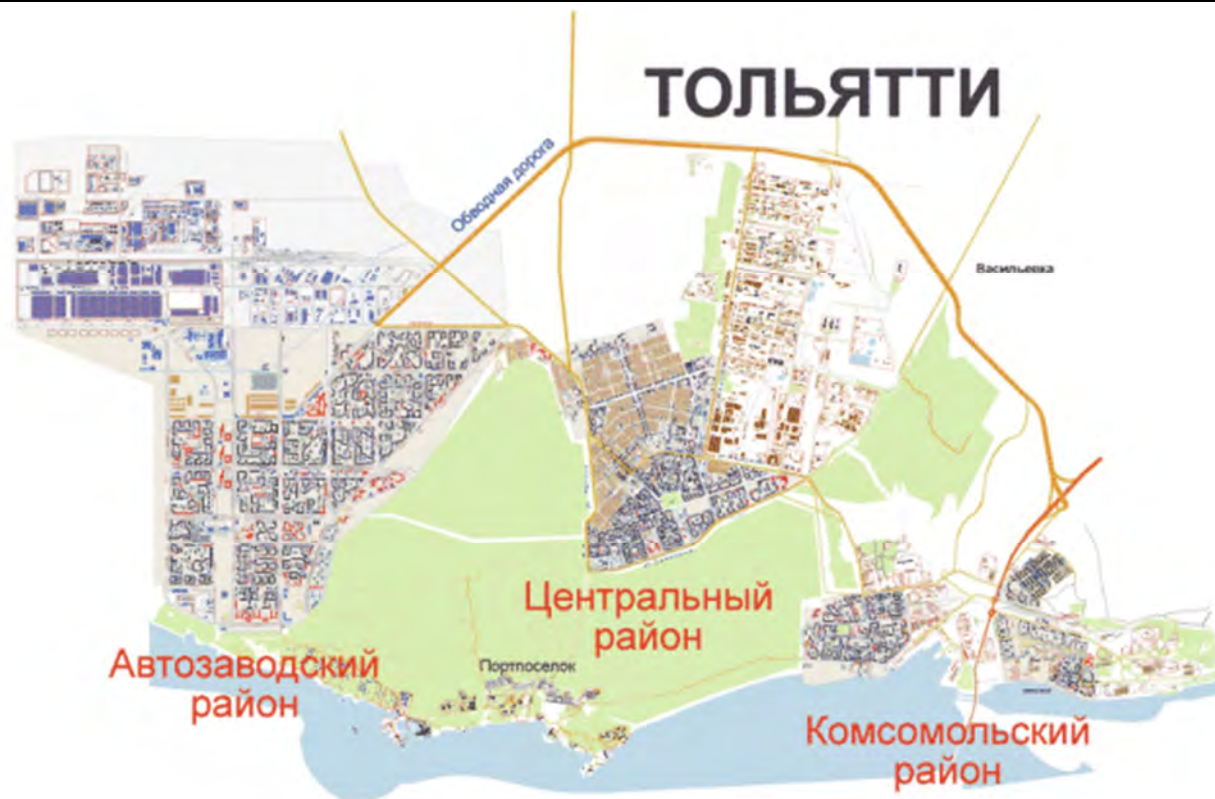 ТОЛЬЯТТИ
Обводная дорога
Васильевка
Центральный
район
Автозаводский
район
Портпоселок
Комсомольский
район